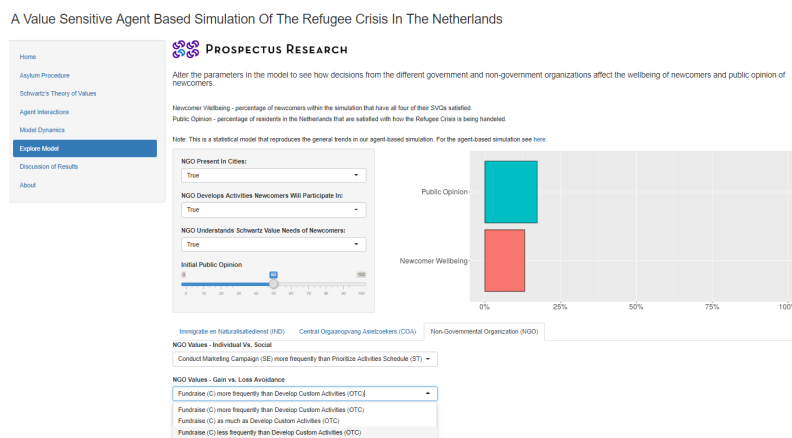 A Value Sensitive Agent Based Simulation Of The Refugee Crisis In The Netherlands
Home
Asylum Procedure
Schwartz's Theory of Values
Agent Interactions
Model Dynamics
Explore Model
Discussion of Results
About
PROSPECTUS RESEARCH
Alter the parameters in the model to see how decisions from the different government and non-government organizations affect the wellbeing of newcomers and public opinion of
newcomers.
Newcomer Wellbeing - percentage of newcomers within the simulation that have all four of their SVQs satisfied.
Public Opinion - percentage of residents in the Netherlands that are satisfied with how the Refugee Crisis is being handeled.
Note: This is a statistical model that reproduces the general trends in our agent-based simulation. For the agent-based simulation see here.
NGO Present In Cities:
True
NGO Develops Activities Newcomers Will Participate In:
True
NGO Understands Schwartz Value Needs of Newcomers:
True
Initial Public Opinion
0 50 100
0 10 20 30 40 50 60 70 80 90 100
Public Opinion
Newcomer Wellbeing
0% 25% 50% 75% 100%
Immigratie en Naturalisatiedienst (IND) Central Orgaanopvang Asielzoekers (COA) Non-Governmental Organization (NGO)
NGO Values - Individual Vs. Social
Conduct Marketing Campaign (SE) more frequently than Prioritize Activities Schedule (ST)
NGO Values - Gain vs. Loss Avoidance
Fundraise (C) more frequently than Develop Custom Activities (OTC)
Fundraise (C) more frequently than Develop Custom Activities (OTC)
Fundraise (C) as much as Develop Custom Activities (OTC)
Fundraise (C) less frequently than Develop Custom Activities (OTC)